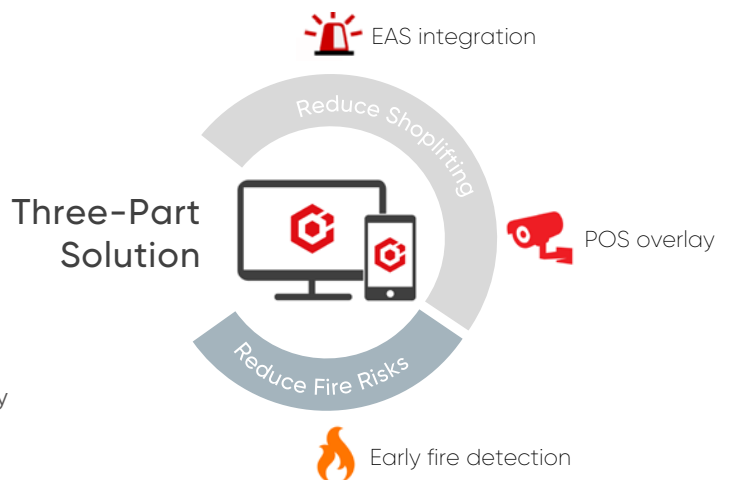 EAS integration
Reduce Shoplifting
Three-Part
Solution
POS overlay
Reduce Fire Risks
y
Early fire detection